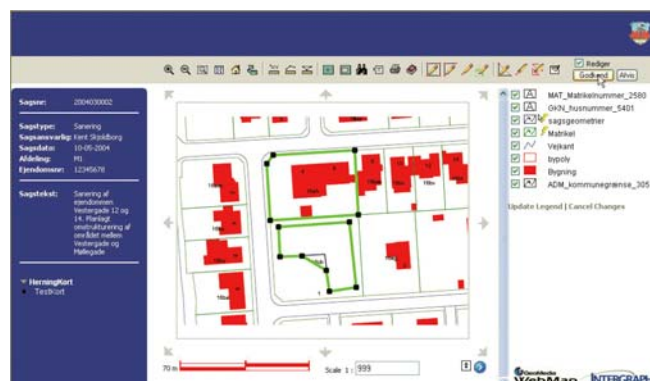 Rediger
Godkend Afvis
Sagsnr: 2004030002
Sagstype: Sanering
Sagsansvarlig: Kent Skjoldborg
Sagsdato: 10-05-2004
Afdeling: M1
Ejendomsnr: 12345678
Sagstekst: Sanering af
ejendommen
Vestergade 12 og
14. Planlagt
omstrukturering af
området mellem
Vestergade og
Møllegade
HerningKort
TestKort
MAT_Matrikelnummer_2580
GKN_husnummer_5401
sagsgeometrier
Matrikel
Vejkant
bypoly
Bygning
ADM_kommunegrænse_305
Update Legend | Cancel Changes
70 m
Scale 1: 999
GeoMedia
WebMap
INTERGRAPH